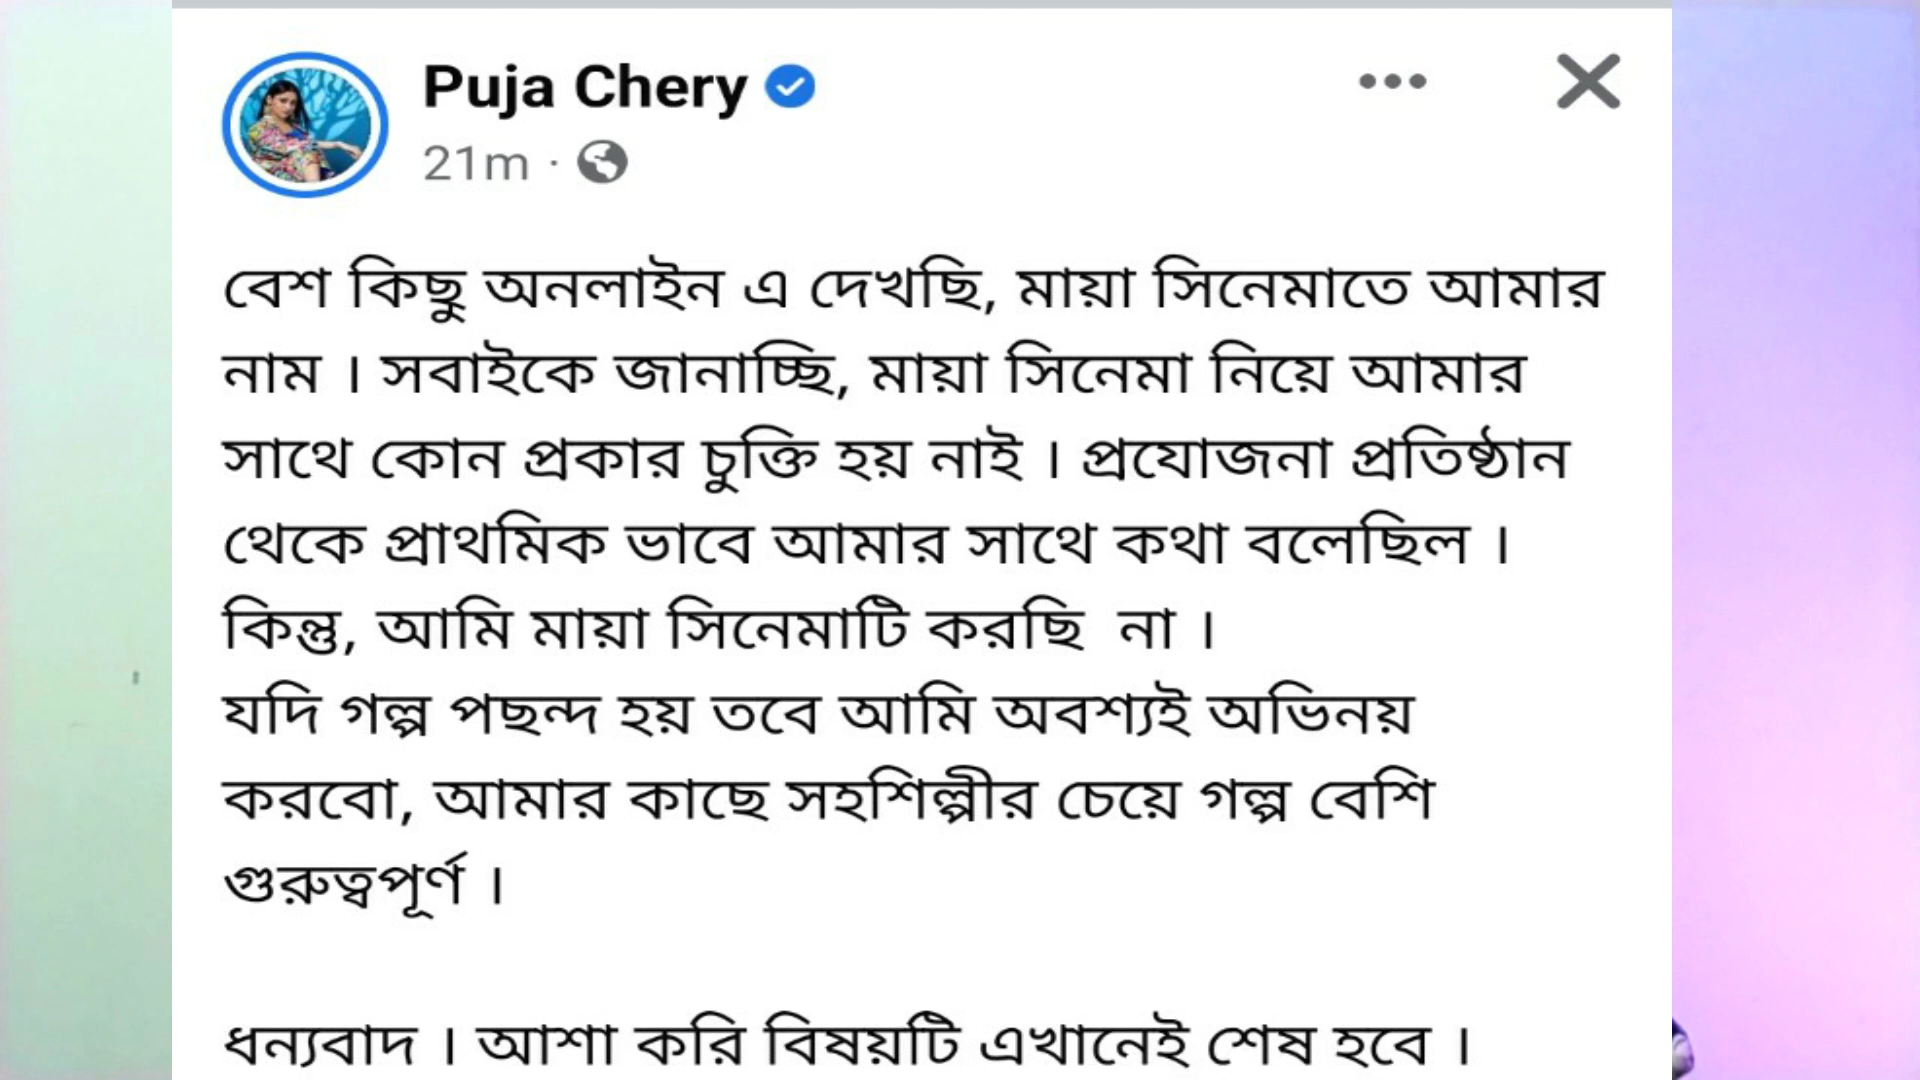 Puja Chery
21m ·
বেশ কিছু অনলাইন এ দেখছি, মায়া সিনেমাতে আমার
নাম । সবাইকে জানাচ্ছি, মায়া সিনেমা নিয়ে আমার
সাথে কোন প্রকার চুক্তি হয় নাই । প্রযোজনা প্রতিষ্ঠান
থেকে প্রাথমিক ভাবে আমার সাথে কথা বলেছিল ।
কিন্তু, আমি মায়া সিনেমাটি করছি  না ।
যদি গল্প পছন্দ হয় তবে আমি অবশ্যই অভিনয়
করবো, আমার কাছে সহশিল্পীর চেয়ে গল্প বেশি
গুরুত্বপূর্ণ ।
ধন্যবাদ । আশা করি বিষয়টি এখানেই শেষ হবে ।